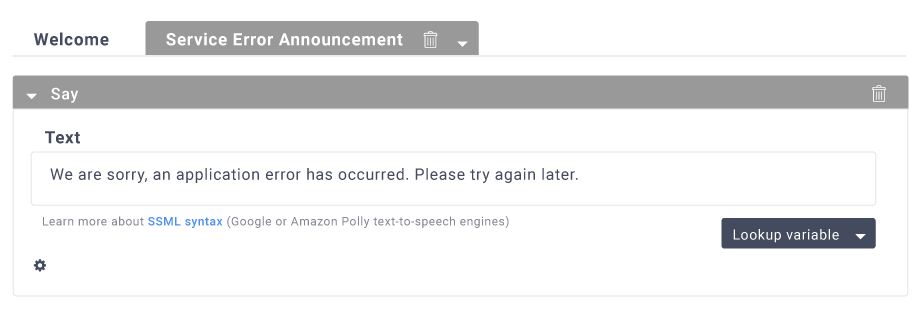 Welcome
Service Error Announcement
Say
Text
We are sorry, an application error has occurred. Please try again later.
Learn more about SSML syntax (Google or Amazon Polly text-to-speech engines)
Lookup variable